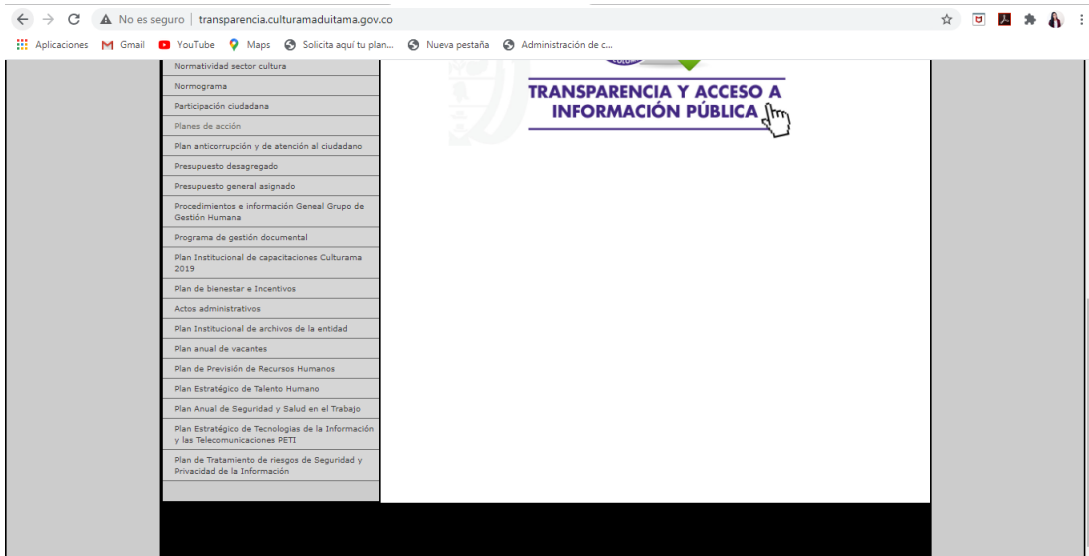 No es seguro | transparencia.culturamaduitama.gov.co
Aplicaciones Gmail YouTube Maps Solicita aquí tu plan... Nueva pestaña Administración de c...
Normatividad sector cultura
Normograma
Participación ciudadana
Planes de acción
Plan anticorrupción y de atención al ciudadano
Presupuesto desagregado
Presupuesto general asignado
Procedimientos e información Geneal Grupo de
Gestión Humana
Programa de gestión documental
Plan Institucional de capacitaciones Culturama
2019
Plan de bienestar e Incentivos
Actos administrativos
Plan Institucional de archivos de la entidad
Plan anual de vacantes
Plan de Previsión de Recursos Humanos
Plan Estratégico de Talento Humano
Plan Anual de Seguridad y Salud en el Trabajo
Plan Estratégico de Tecnologias de la Información
y las Telecomunicaciones PETI
Plan de Tratamiento de riesgos de Seguridad y
Privacidad de la Información
TRANSPARENCIA Y ACCESO A
INFORMACIÓN PÚBLICA